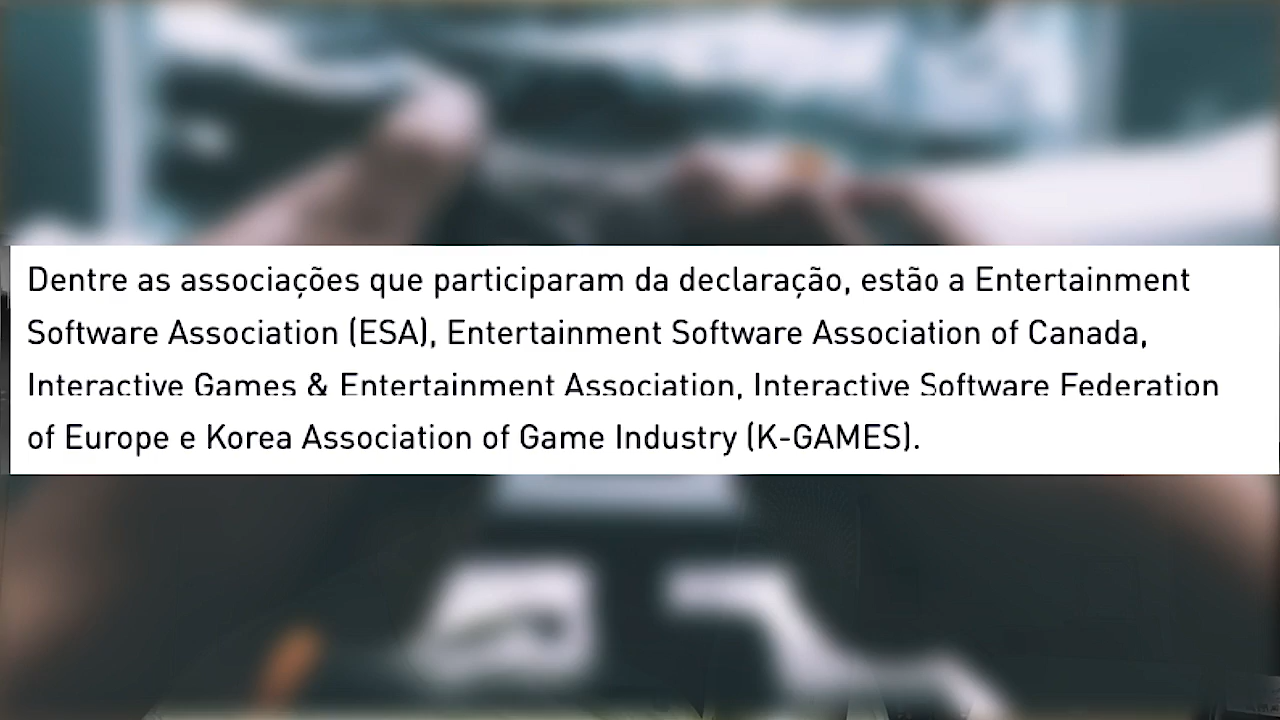 Dentre as associações que participaram da declaração, estão a Entertainment
Software Association (ESA), Entertainment Software Association of Canada,
Interactive Games & Entertainment Association, Interactive Software Federation
of Europe e Korea Association of Game Industry (K-GAMES).